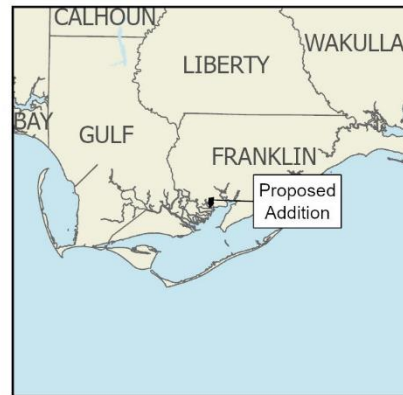 CALHOUN
WAKULLA
LIBERTY
BAY
GULF
FRANKLIN
Proposed
Addition